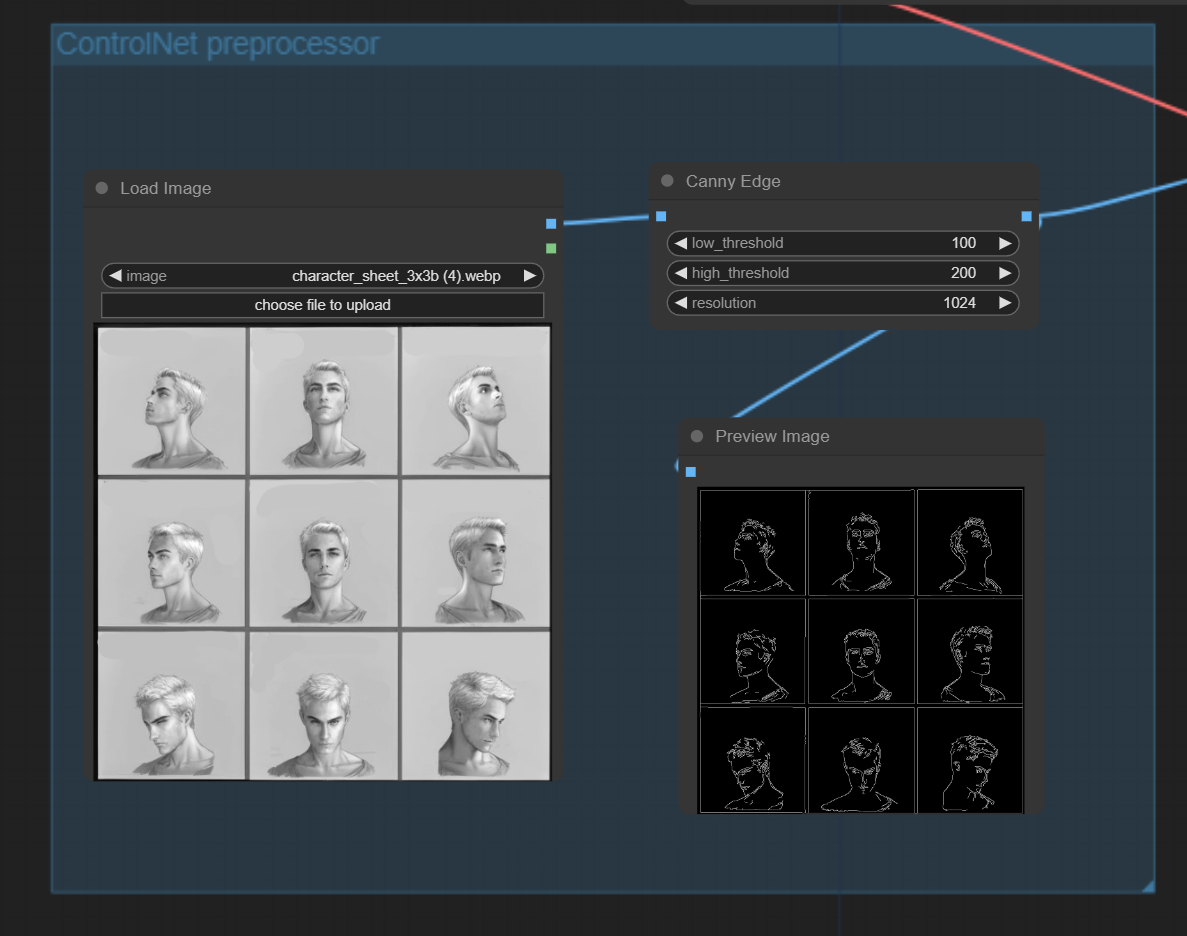 ControlNet preprocessor
Load Image
image character_sheet_3x3b (4).webp
choose file to upload
Canny Edge
low_threshold 100
high_threshold 200
resolution 1024
Preview Image